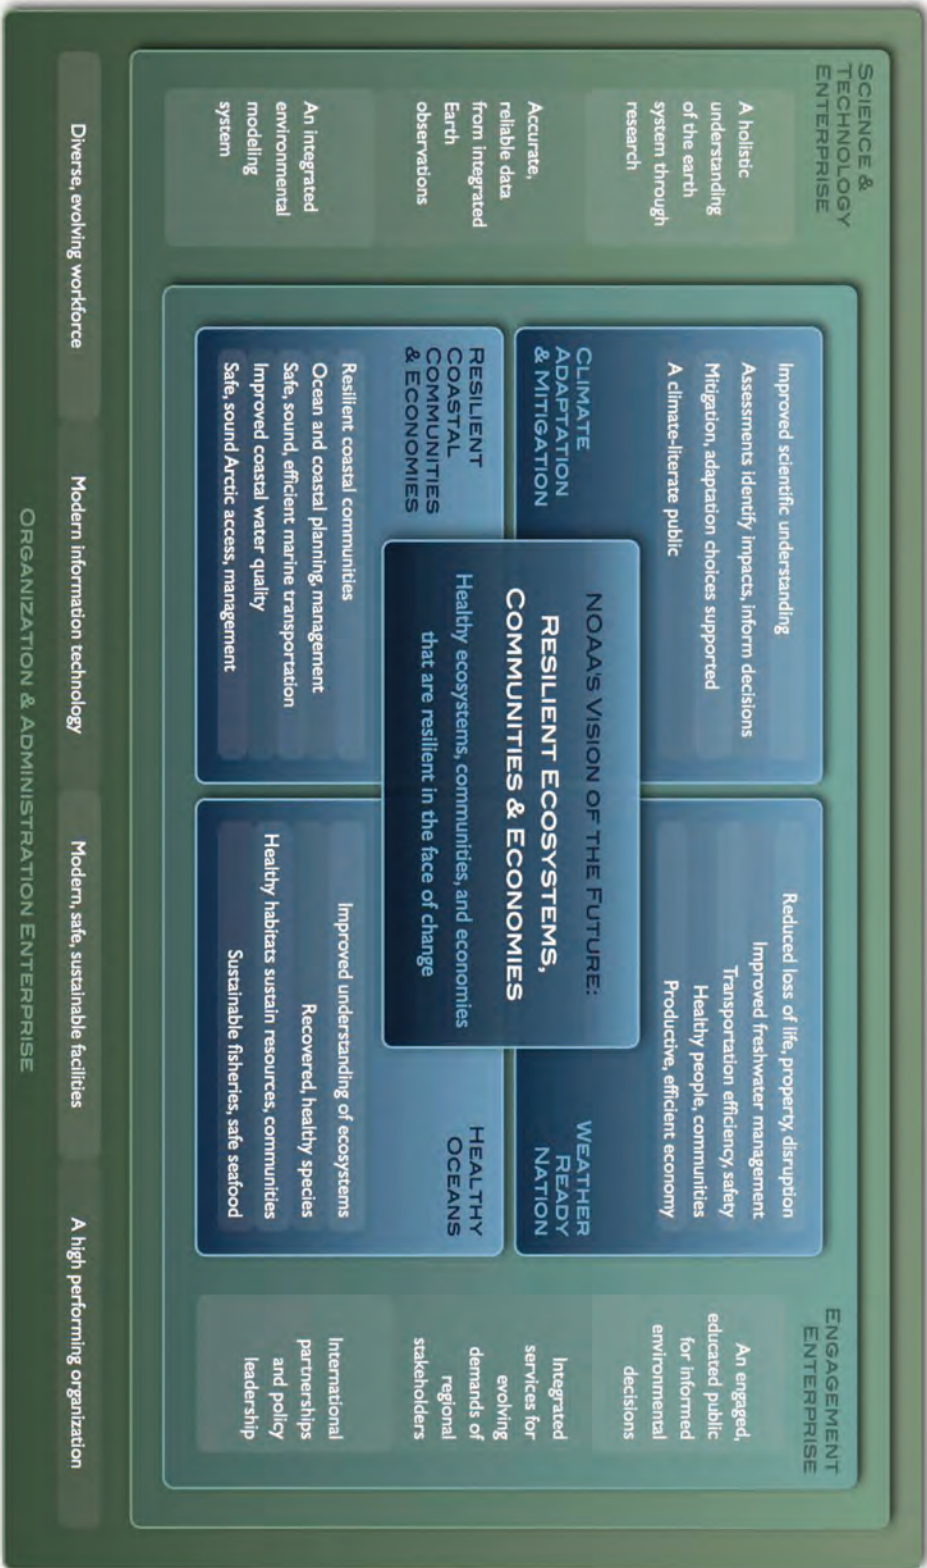 SCIENCE &
TECHNOLOGY
ENTERPRISE
A holistic
understanding
of the earth
system through
research
Accurate,
reliable data
from integrated
Earth
observations
An integrated
environmental
modeling
system
Improved scientific understanding
Assessments identify impacts, inform decisions
Mitigation, adaptation choices supported
A climate-literate public
CLIMATE
ADAPTATION
& MITIGATION
Reduced loss of life, property, disruption
Improved freshwater management
Transportation efficiency, safety
Healthy people, communities
Productive, efficient economy
WEATHER
READY
NATION
NOAA'S VISION OF THE FUTURE:
RESILIENT ECOSYSTEMS,
COMMUNITIES & ECONOMIES
Healthy ecosystems, communities, and economies
that are resilient in the face of change
RESILIENT
COASTAL
COMMUNITIES
& ECONOMIES
Resilient coastal communities
Ocean and coastal planning, management
Safe, sound, efficient marine transportation
Improved coastal water quality
Safe, sound Arctic access, management
HEALTHY
OCEANS
Improved understanding of ecosystems
Recovered, healthy species
Healthy habitats sustain resources, communities
Sustainable fisheries, safe seafood
ENGAGEMENT
ENTERPRISE
An engaged,
educated public
for informed
environmental
decisions
Integrated
services for
evolving
demands of
regional
stakeholders
International
partnerships
and policy
leadership
Diverse, evolving workforce
Modern information technology
Modern, safe, sustainable facilities
A high performing organization
ORGANIZATION & ADMINISTRATION ENTERPRISE